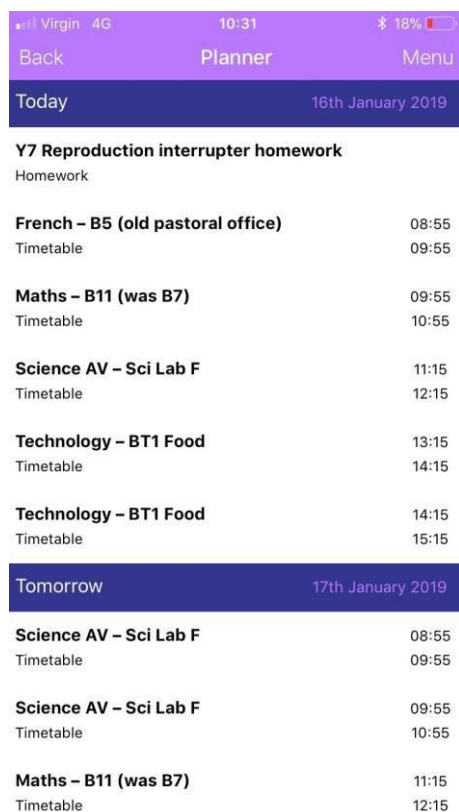 Virgin 4G 10:31 18%
Back Planner Menu
Today 16th January 2019
Y7 Reproduction interrupter homework
Homework
French – B5 (old pastoral office) 08:55
Timetable 09:55
Maths – B11 (was B7) 09:55
Timetable 10:55
Science AV – Sci Lab F 11:15
Timetable 12:15
Technology – BT1 Food 13:15
Timetable 14:15
Technology – BT1 Food 14:15
Timetable 15:15
Tomorrow 17th January 2019
Science AV – Sci Lab F 08:55
Timetable 09:55
Science AV – Sci Lab F 09:55
Timetable 10:55
Maths – B11 (was B7) 11:15
Timetable 12:15